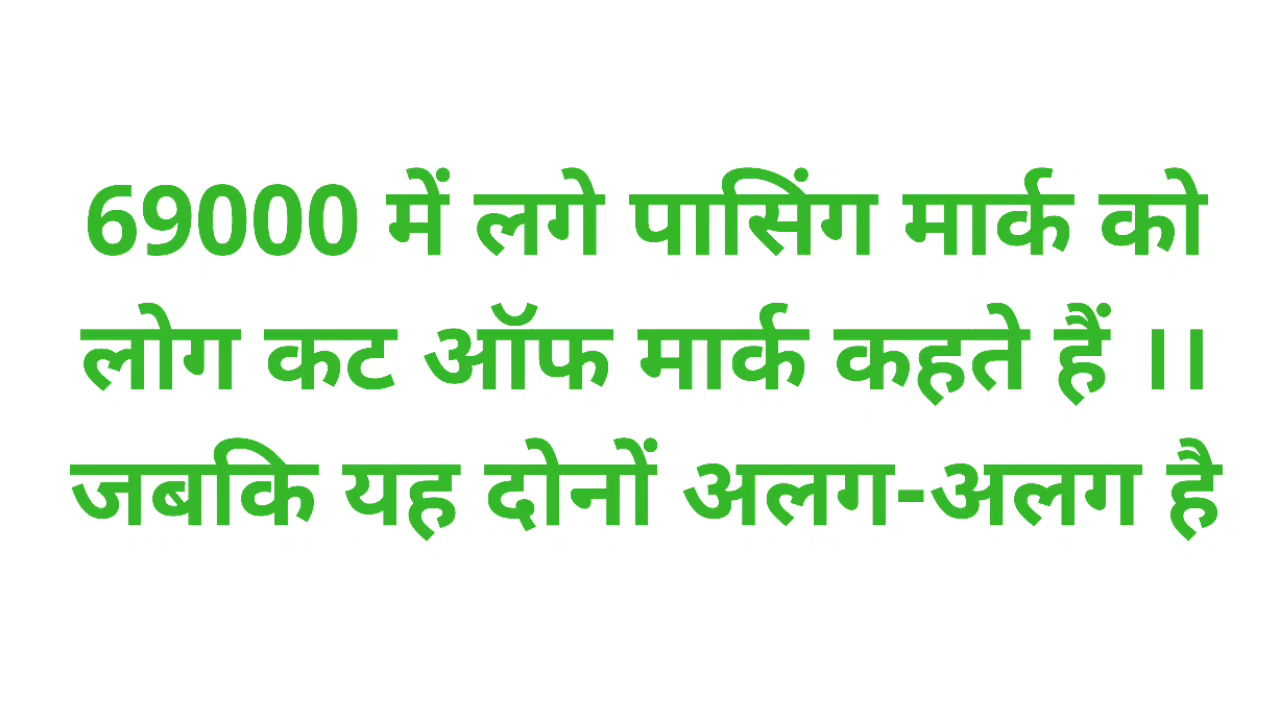 69000 में लगे पासिंग मार्क को
लोग कट ऑफ मार्क कहते हैं ।।
जबकि यह दोनों अलग-अलग है